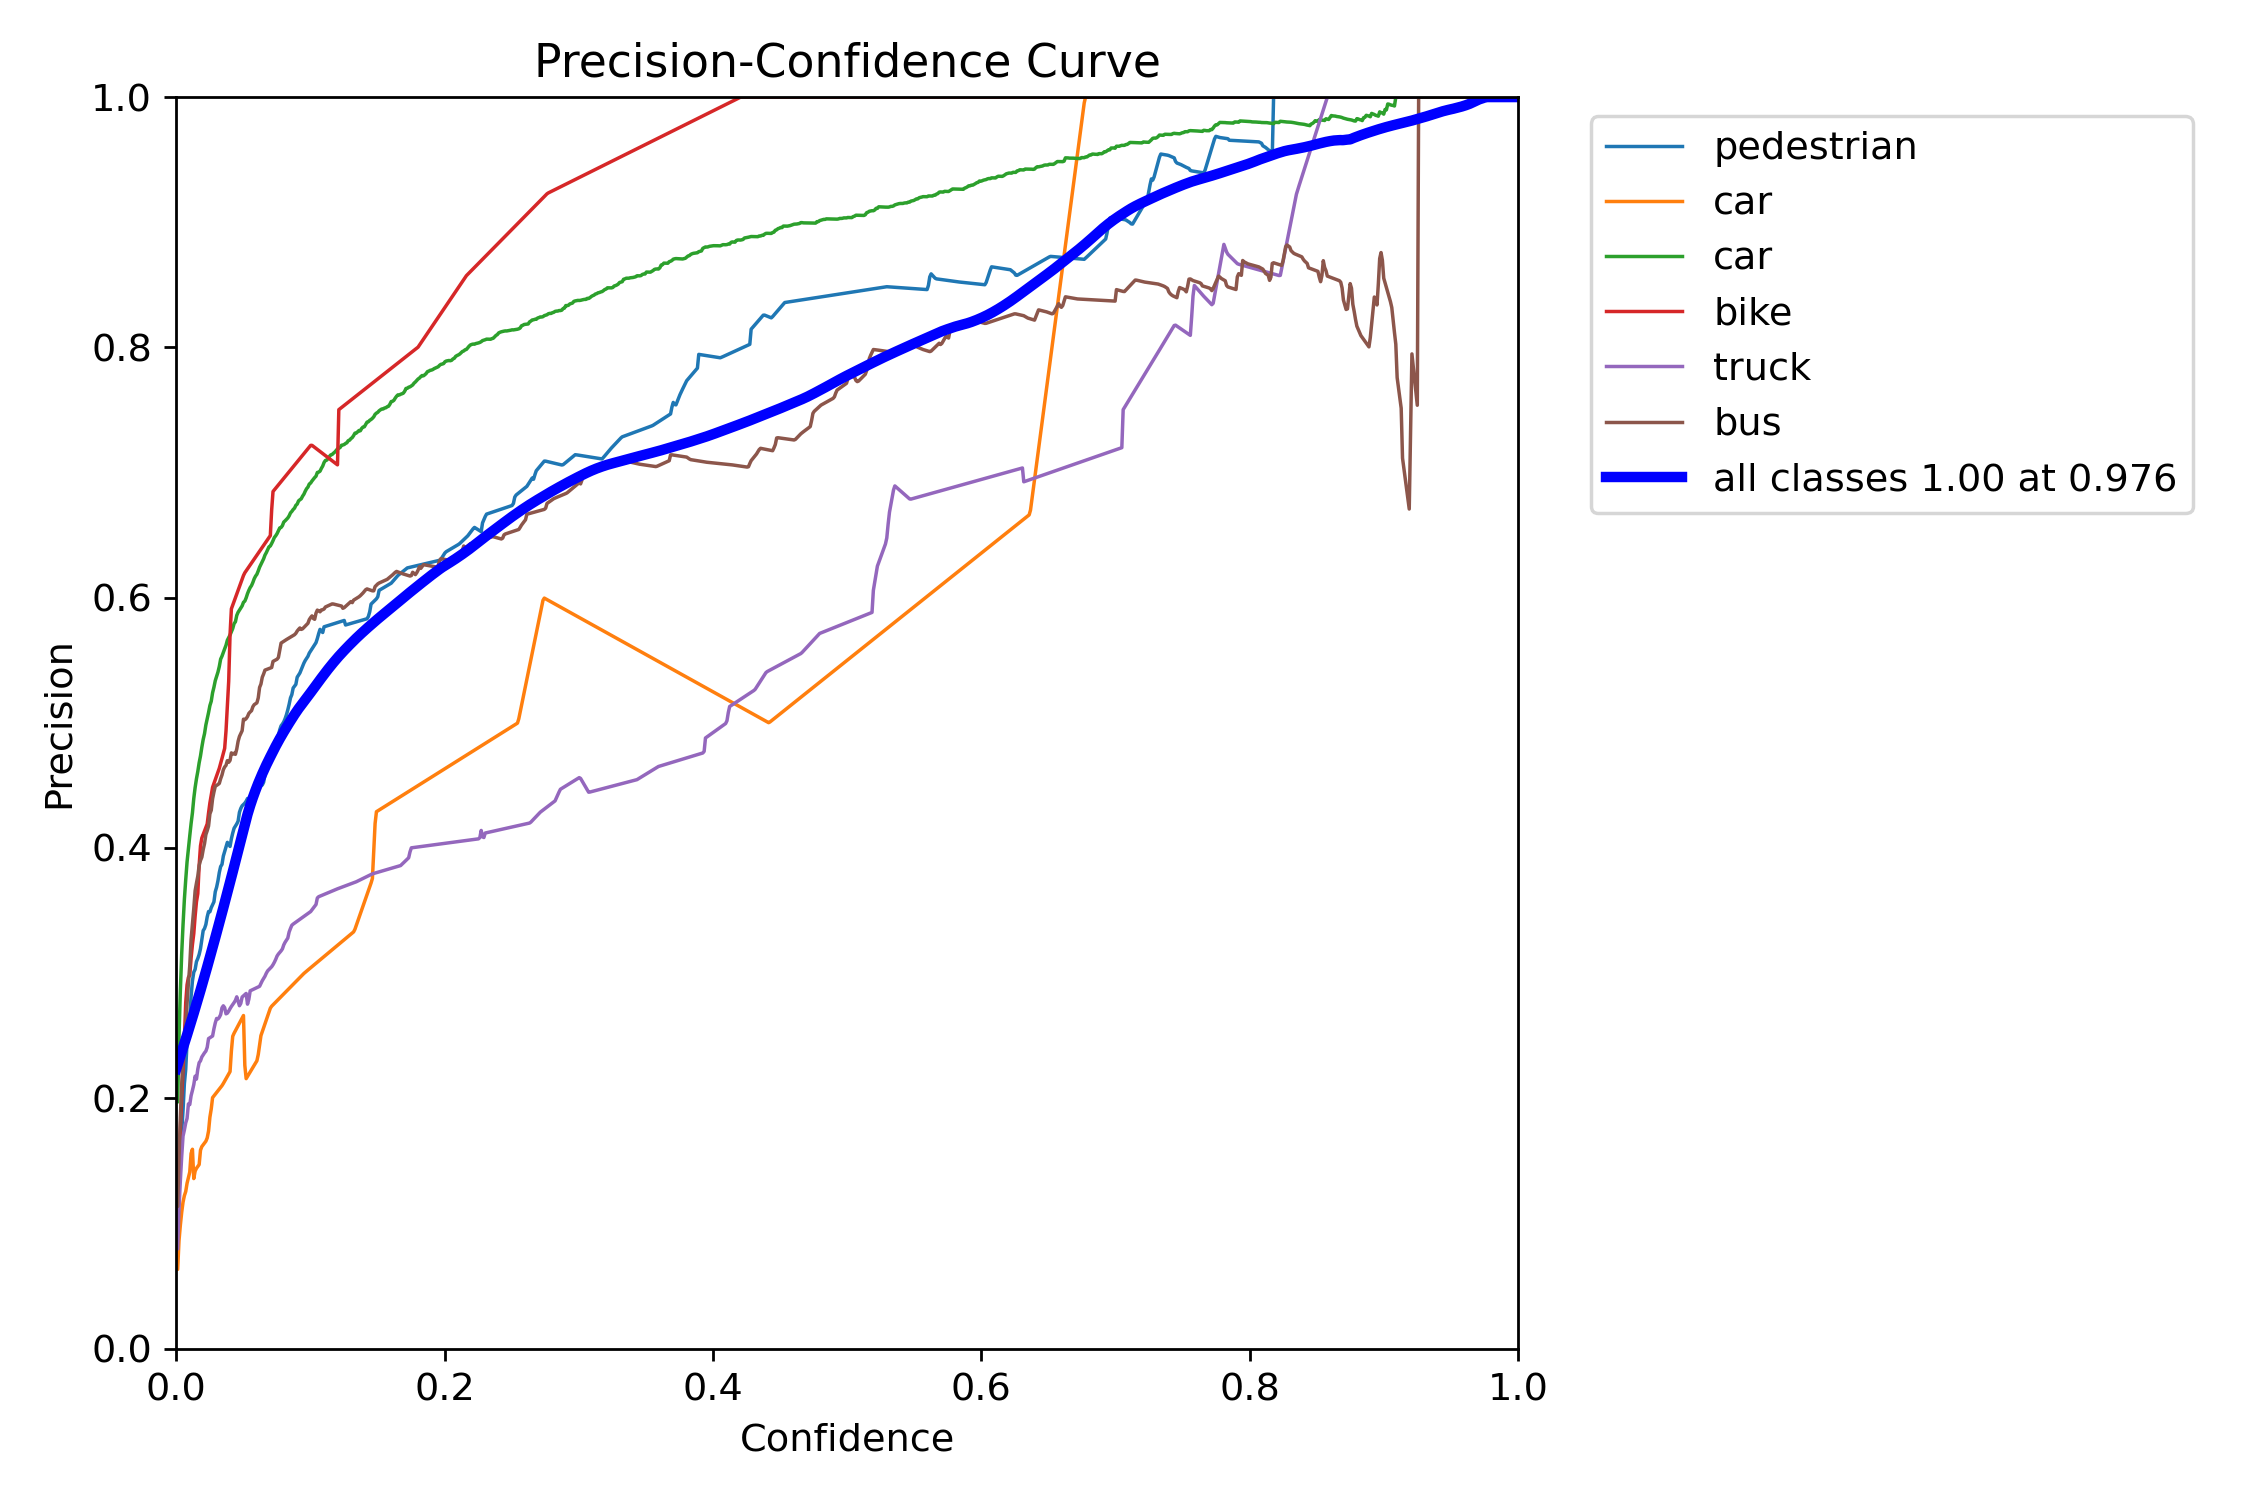 Precision-Confidence Curve
1.0
0.8
0.6
0.4
0.2
0.0
Precision
0.0 0.2 0.4 0.6 0.8 1.0
Confidence
pedestrian
car
car
bike
truck
bus
all classes 1.00 at 0.976